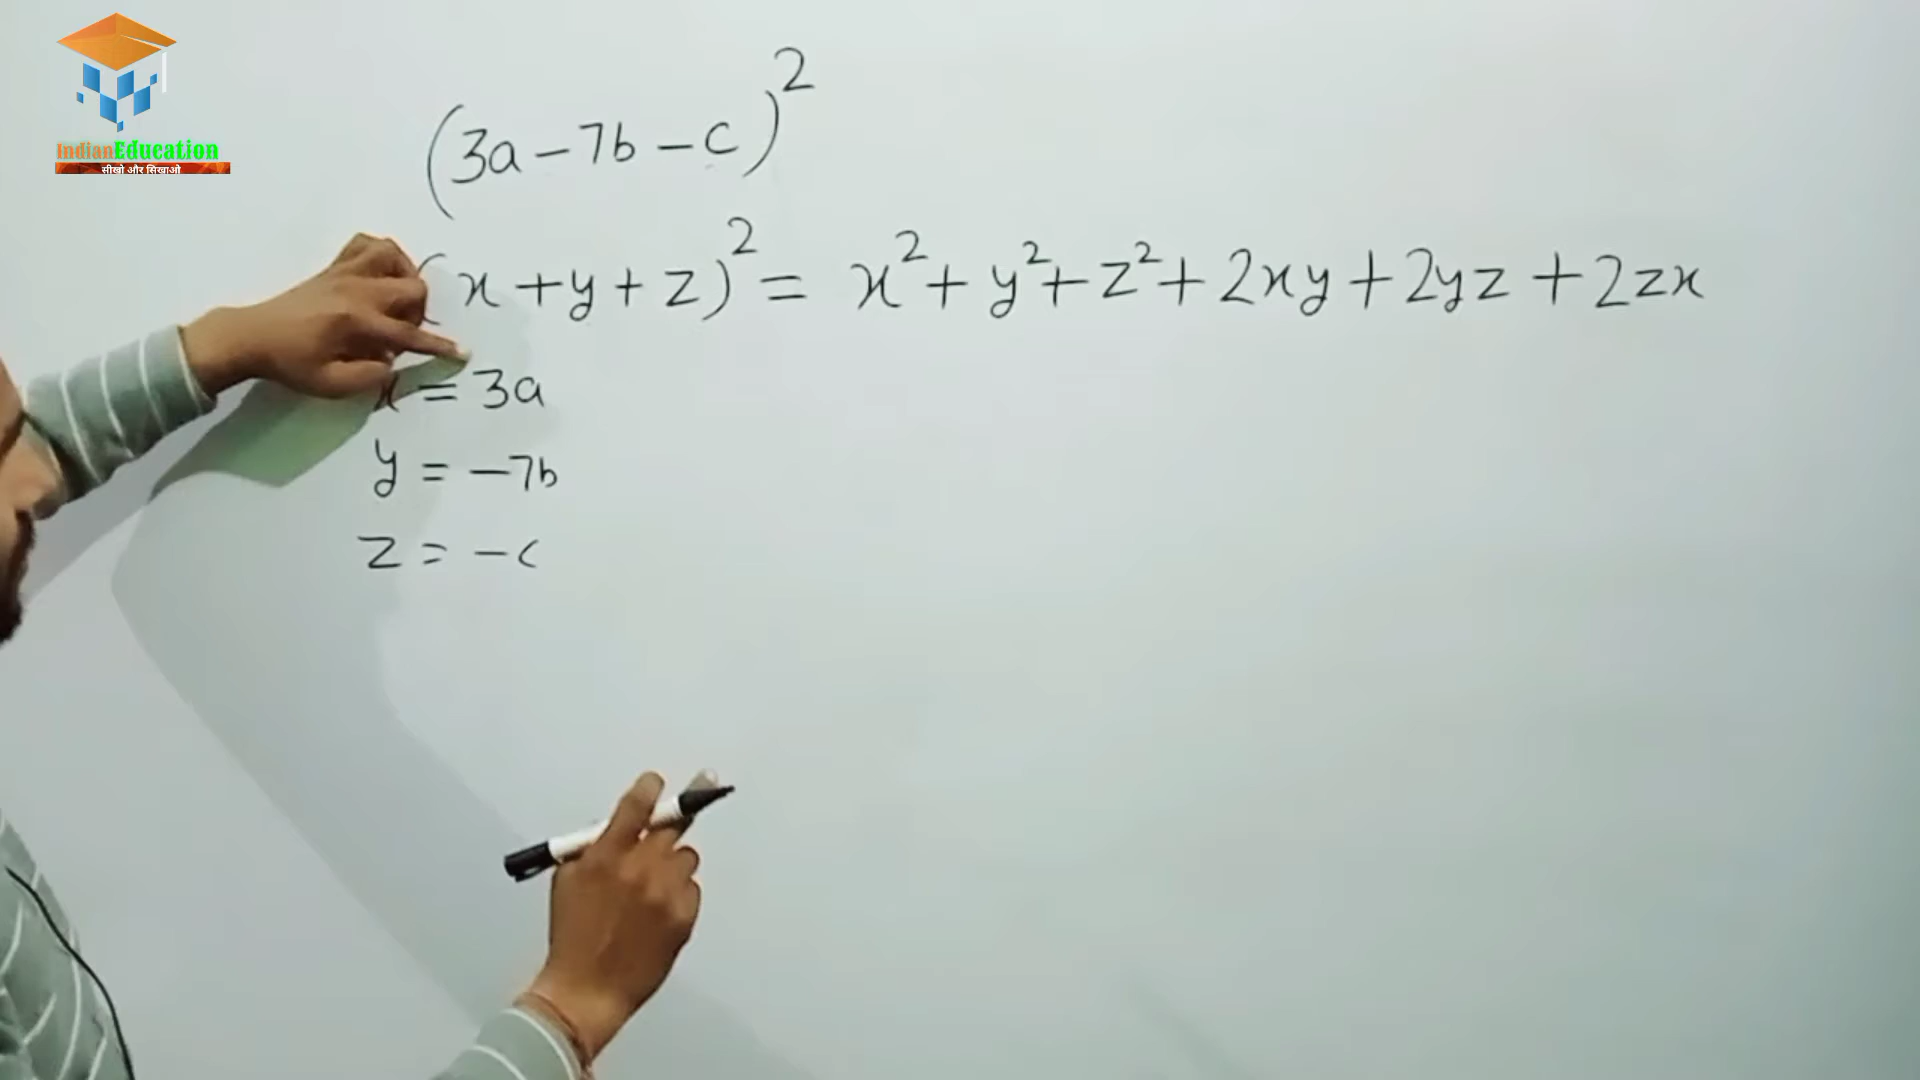 IndianEducation
सीखो और सिखाओ
(3a-7b-c)²
(x+y+z)² = x²+y²+z²+2xy+2yz+2zx
x = 3a
y = -7b
z = -c